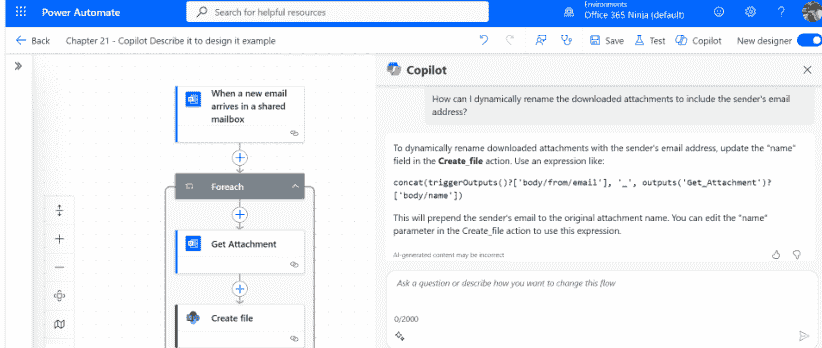 Power Automate
Search for helpful resources
Environments
Office 365 Ninja (default)
Back
Chapter 21 - Copilot Describe it to design it example
Save
Test
Copilot
New designer
When a new email
arrives in a shared
mailbox
Foreach
Get Attachment
Create file
Copilot
How can I dynamically rename the downloaded attachments to include the sender's email
address?
To dynamically rename downloaded attachments with the sender's email address, update the "name"
field in the Create_file action. Use an expression like:
concat(triggerOutputs()?['body/from/email'], '_', outputs('Get_Attachment')?
['body/name'])
This will prepend the sender's email to the original attachment name. You can edit the "name"
parameter in the Create_file action to use this expression.
AI-generated content may be incorrect
Ask a question or describe how you want to change this flow
0/2000